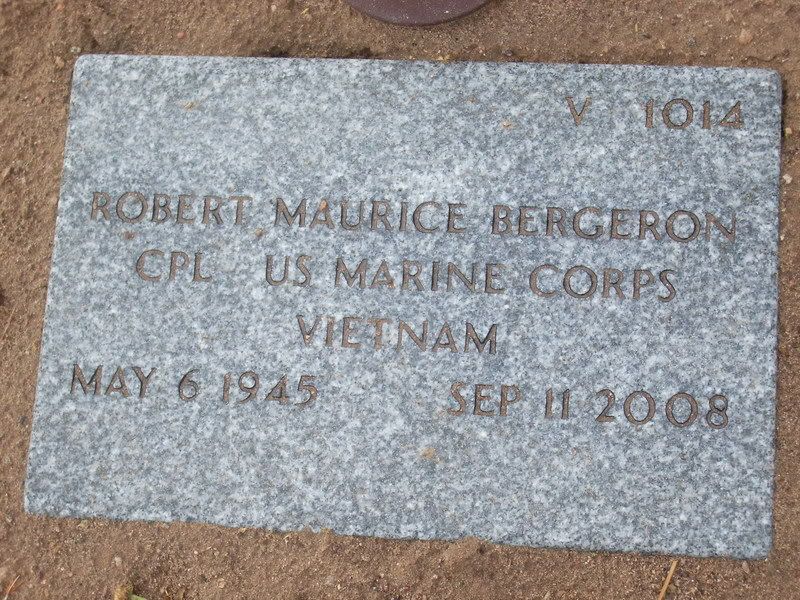 V 1014
ROBERT MAURICE BERGERON
CPL US MARINE CORPS
VIETNAM
MAY 6 1945 SEP 11 2008